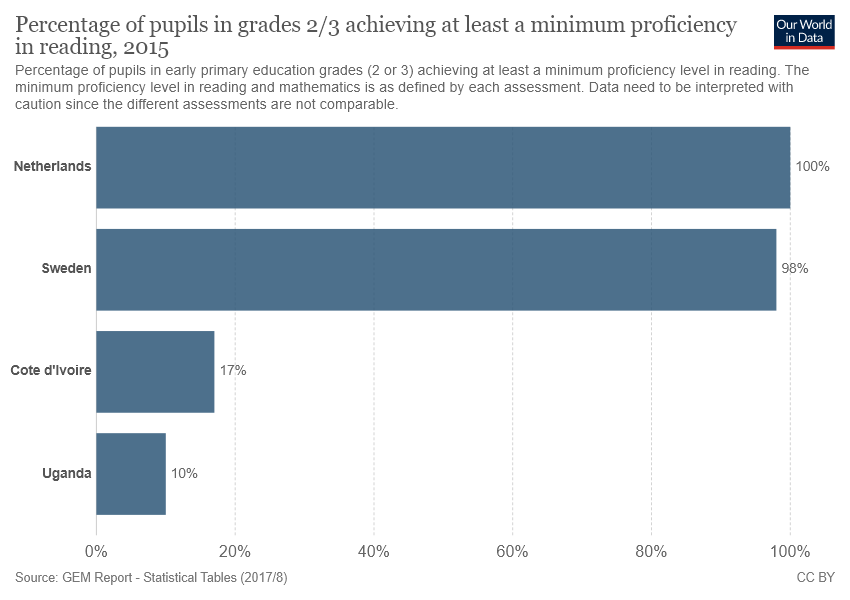 Percentage of pupils in grades 2/3 achieving at least a minimum proficiency
in reading, 2015
Our World
in Data
Percentage of pupils in early primary education grades (2 or 3) achieving at least a minimum proficiency level in reading. The
minimum proficiency level in reading and mathematics is as defined by each assessment. Data need to be interpreted with
caution since the different assessments are not comparable.
Netherlands 100%
Sweden 98%
Cote d'Ivoire 17%
Uganda 10%
0% 20% 40% 60% 80% 100%
Source: GEM Report - Statistical Tables (2017/8) CC BY